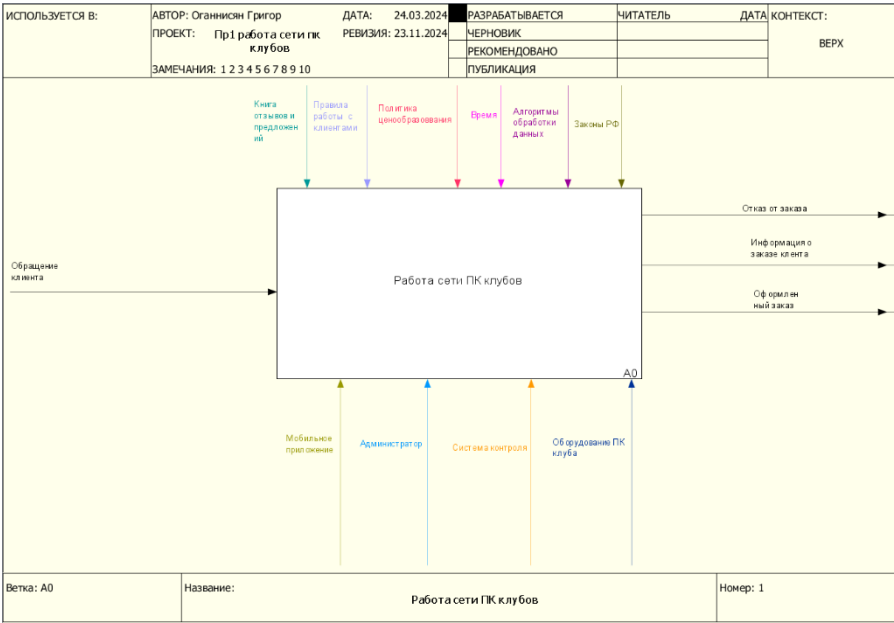 ИСПОЛЬЗУЕТСЯ В:
АВТОР: Оганнисян Григор
ДАТА: 24.03.2024
РАЗРАБАТЫВАЕТСЯ
ЧИТАТЕЛЬ
ДАТА
КОНТЕКСТ:
ПРОЕКТ: Пр1 работа сети пк
клубов
РЕВИЗИЯ: 23.11.2024
ЧЕРНОВИК
ВЕРХ
РЕКОМЕНДОВАНО
ЗАМЕЧАНИЯ: 1 2 3 4 5 6 7 8 9 10
ПУБЛИКАЦИЯ
Книга
отзывов и
предложен
ий
Правила
работы с
клиентами
Политика
ценообразоввания
Время
Алгоритмы
обработки
данных
Законы РФ
Отказ от заказа
Информация о
заказе клента
Оформлен
ный заказ
Обращение
клиента
Работа сети ПК клубов
A0
Мобильное
приложение
Администратор
Система контроля
Оборудование ПК
клуба
Ветка: A0
Название:
Работа сети ПК клубов
Номер: 1